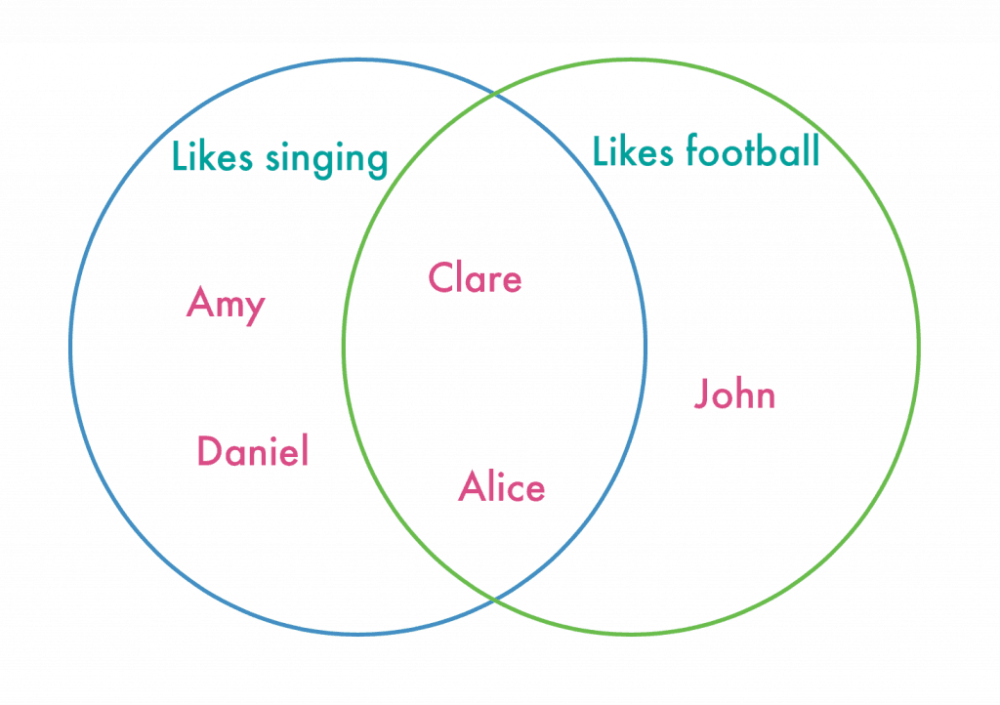 Likes singing
Likes football
Clare
Amy
John
Daniel
Alice